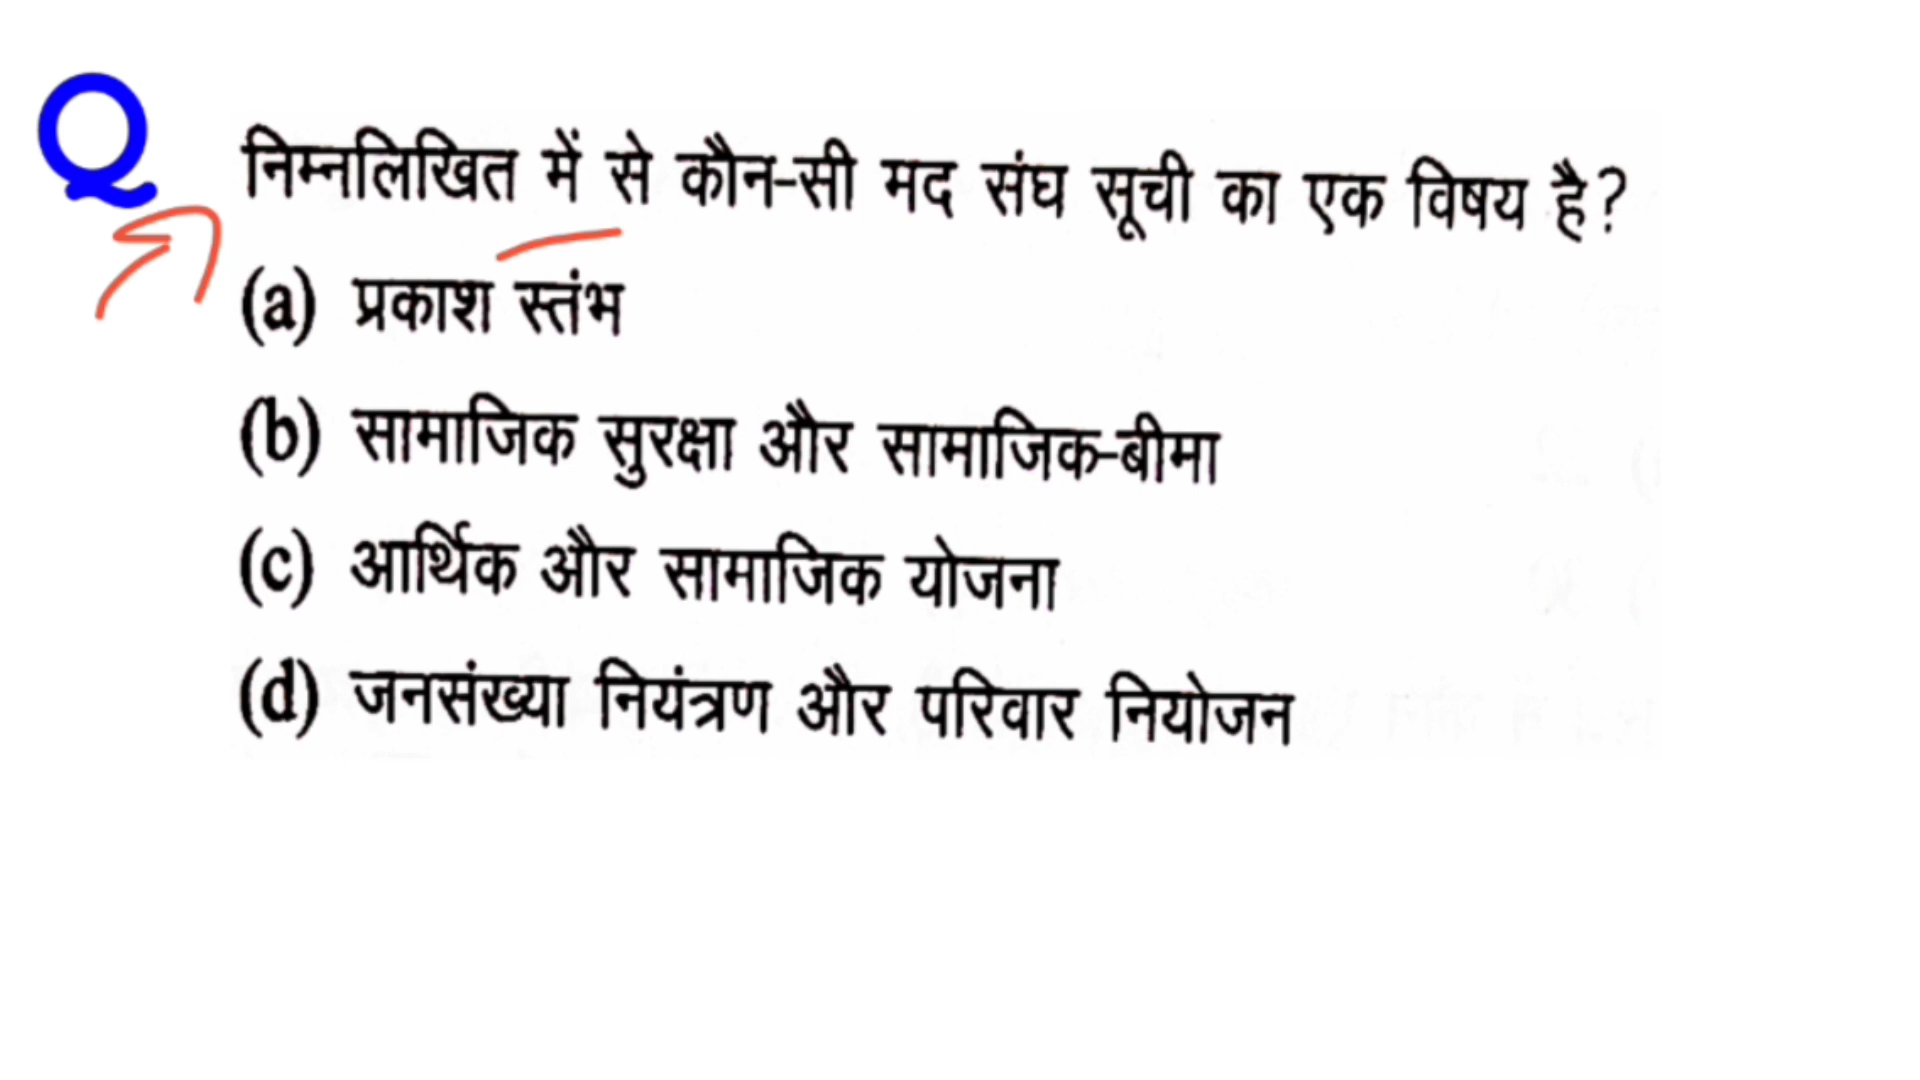 Q
निम्नलिखित में से कौन-सी मद संघ सूची का एक विषय है?
(a) प्रकाश स्तंभ
(b) सामाजिक सुरक्षा और सामाजिक-बीमा
(c) आर्थिक और सामाजिक योजना
(d) जनसंख्या नियंत्रण और परिवार नियोजन